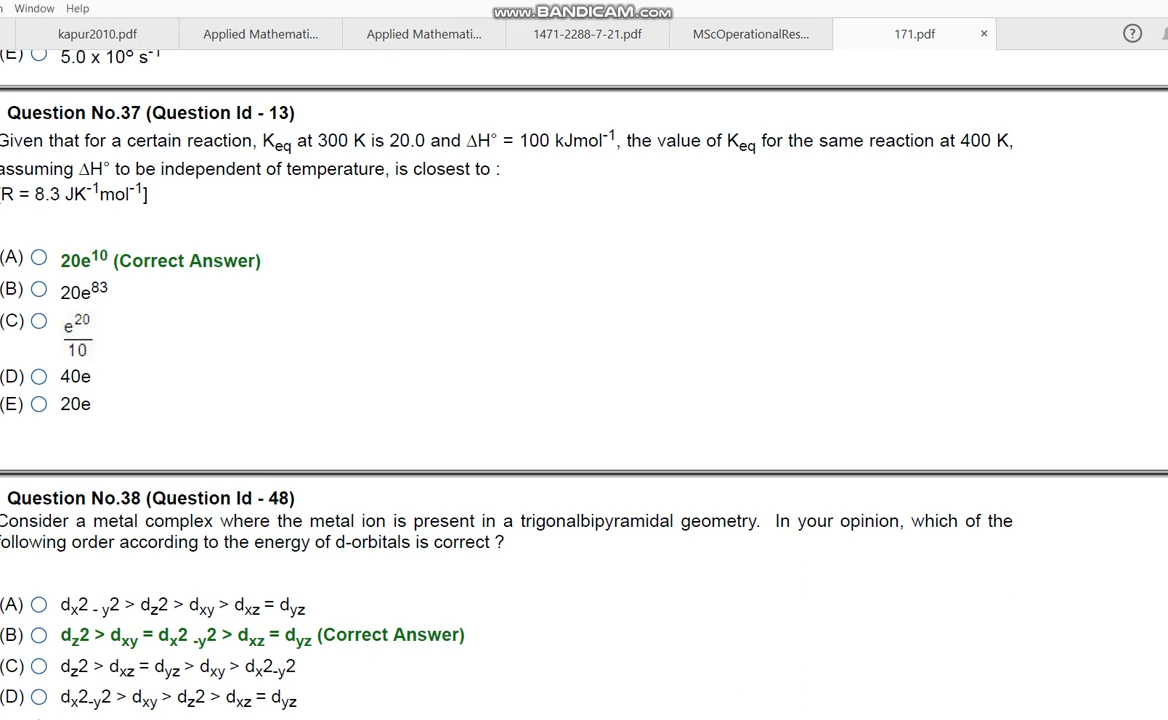 Window Help
www.BANDICAM.com
kapur2010.pdf Applied Mathemati... Applied Mathemati... 1471-2288-7-21.pdf MScOperationalRes... 171.pdf × ?
(E) 5.0 x 10⁶ s⁻¹
Question No.37 (Question Id - 13)
Given that for a certain reaction, Keq at 300 K is 20.0 and ΔH° = 100 kJmol⁻¹, the value of Keq for the same reaction at 400 K,
assuming ΔH° to be independent of temperature, is closest to :
[R = 8.3 JK⁻¹mol⁻¹]
(A) 20e¹⁰ (Correct Answer)
(B) 20e⁸³
(C) e²⁰
10
(D) 40e
(E) 20e
Question No.38 (Question Id - 48)
Consider a metal complex where the metal ion is present in a trigonalbipyramidal geometry. In your opinion, which of the
following order according to the energy of d-orbitals is correct ?
(A) dx2 - y2 > dz2 > dxy > dxz = dyz
(B) dz2 > dxy = dx2 -y2 > dxz = dyz (Correct Answer)
(C) dz2 > dxz = dyz > dxy > dx2-y2
(D) dx2-y2 > dxy > dz2 > dxz = dyz